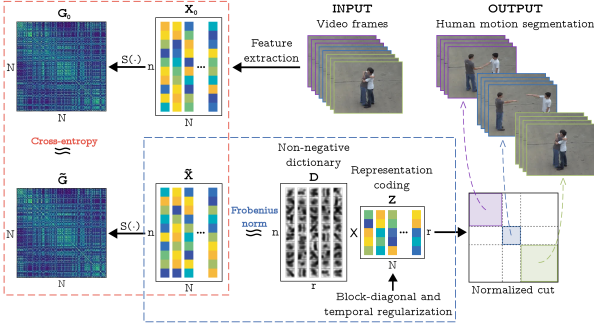 G₀
X₀
INPUT
Video frames
OUTPUT
Human motion segmentation
N
S(·)
n
Feature
extraction
N
N
Cross-entropy
≈
Non-negative
dictionary
D
Representation
coding
Z
G̃
X̃
N
S(·)
n
Frobenius
norm
≈
n
X
r
N
N
N
r
Normalized cut
Block-diagonal and
temporal regularization